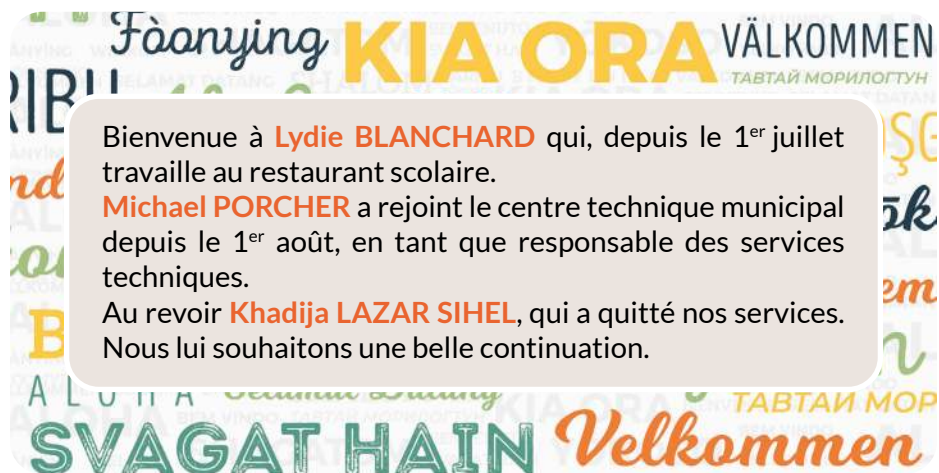 Fòonying KIA ORA VÄLKOMMEN
ТАВТАЙ МОРИЛОГТУН
Bienvenue à Lydie BLANCHARD qui, depuis le 1er juillet
travaille au restaurant scolaire.
Michael PORCHER a rejoint le centre technique municipal
depuis le 1er août, en tant que responsable des services
techniques.
Au revoir Khadija LAZAR SIHEL, qui a quitté nos services.
Nous lui souhaitons une belle continuation.
ALOHA
ТАВТАЙ МОР
SVAGAT HAIN Velkommen